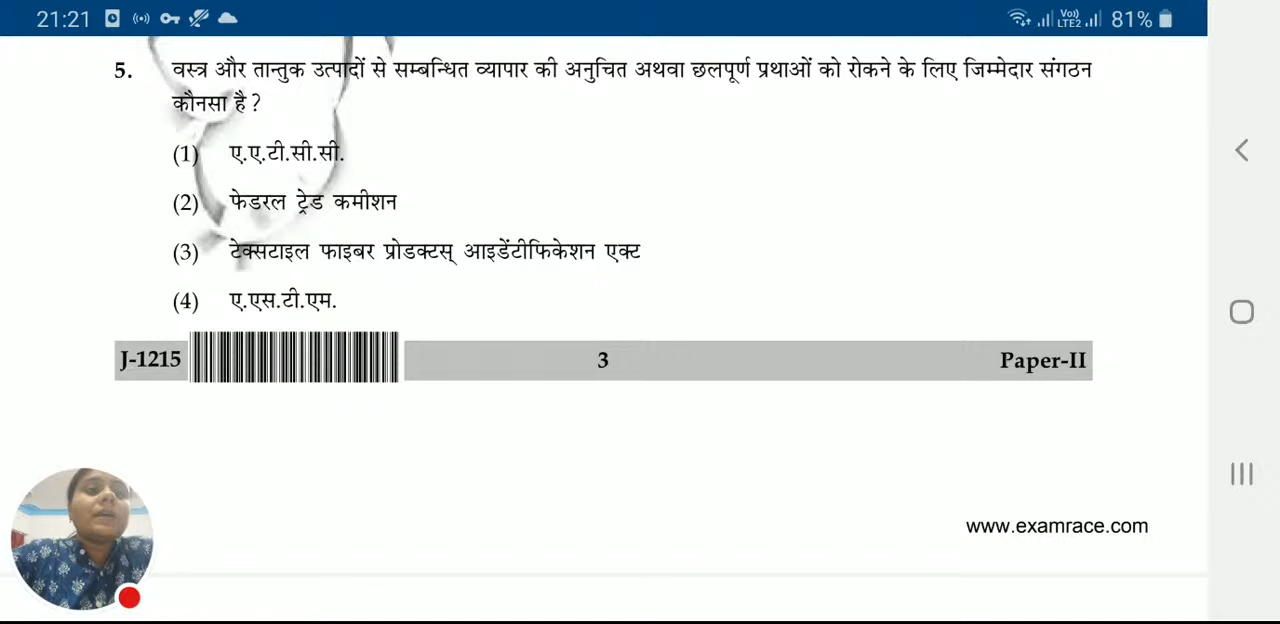 21:21
Vo)) LTE2 81%
5. वस्त्र और तान्तुक उत्पादों से सम्बन्धित व्यापार की अनुचित अथवा छलपूर्ण प्रथाओं को रोकने के लिए जिम्मेदार संगठन
कौनसा है ?
(1) ए.ए.टी.सी.सी.
(2) फेडरल ट्रेड कमीशन
(3) टेक्सटाइल फाइबर प्रोडक्टस् आइडेंटीफिकेशन एक्ट
(4) ए.एस.टी.एम.
J-1215 3 Paper-II
www.examrace.com